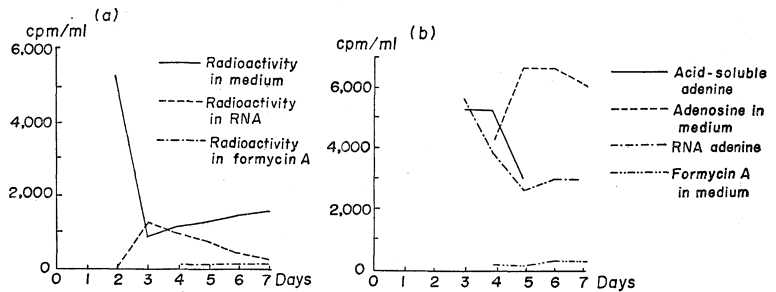 (a)
cpm/ml
6,000
4,000
2,000
0
0 1 2 3 4 5 6 7 Days
Radioactivity
in medium
Radioactivity
in RNA
Radioactivity
in formycin A
(b)
cpm/ml
6,000
4,000
2,000
0
0 1 2 3 4 5 6 7 Days
Acid-soluble
adenine
Adenosine in
medium
RNA adenine
Formycin A
in medium